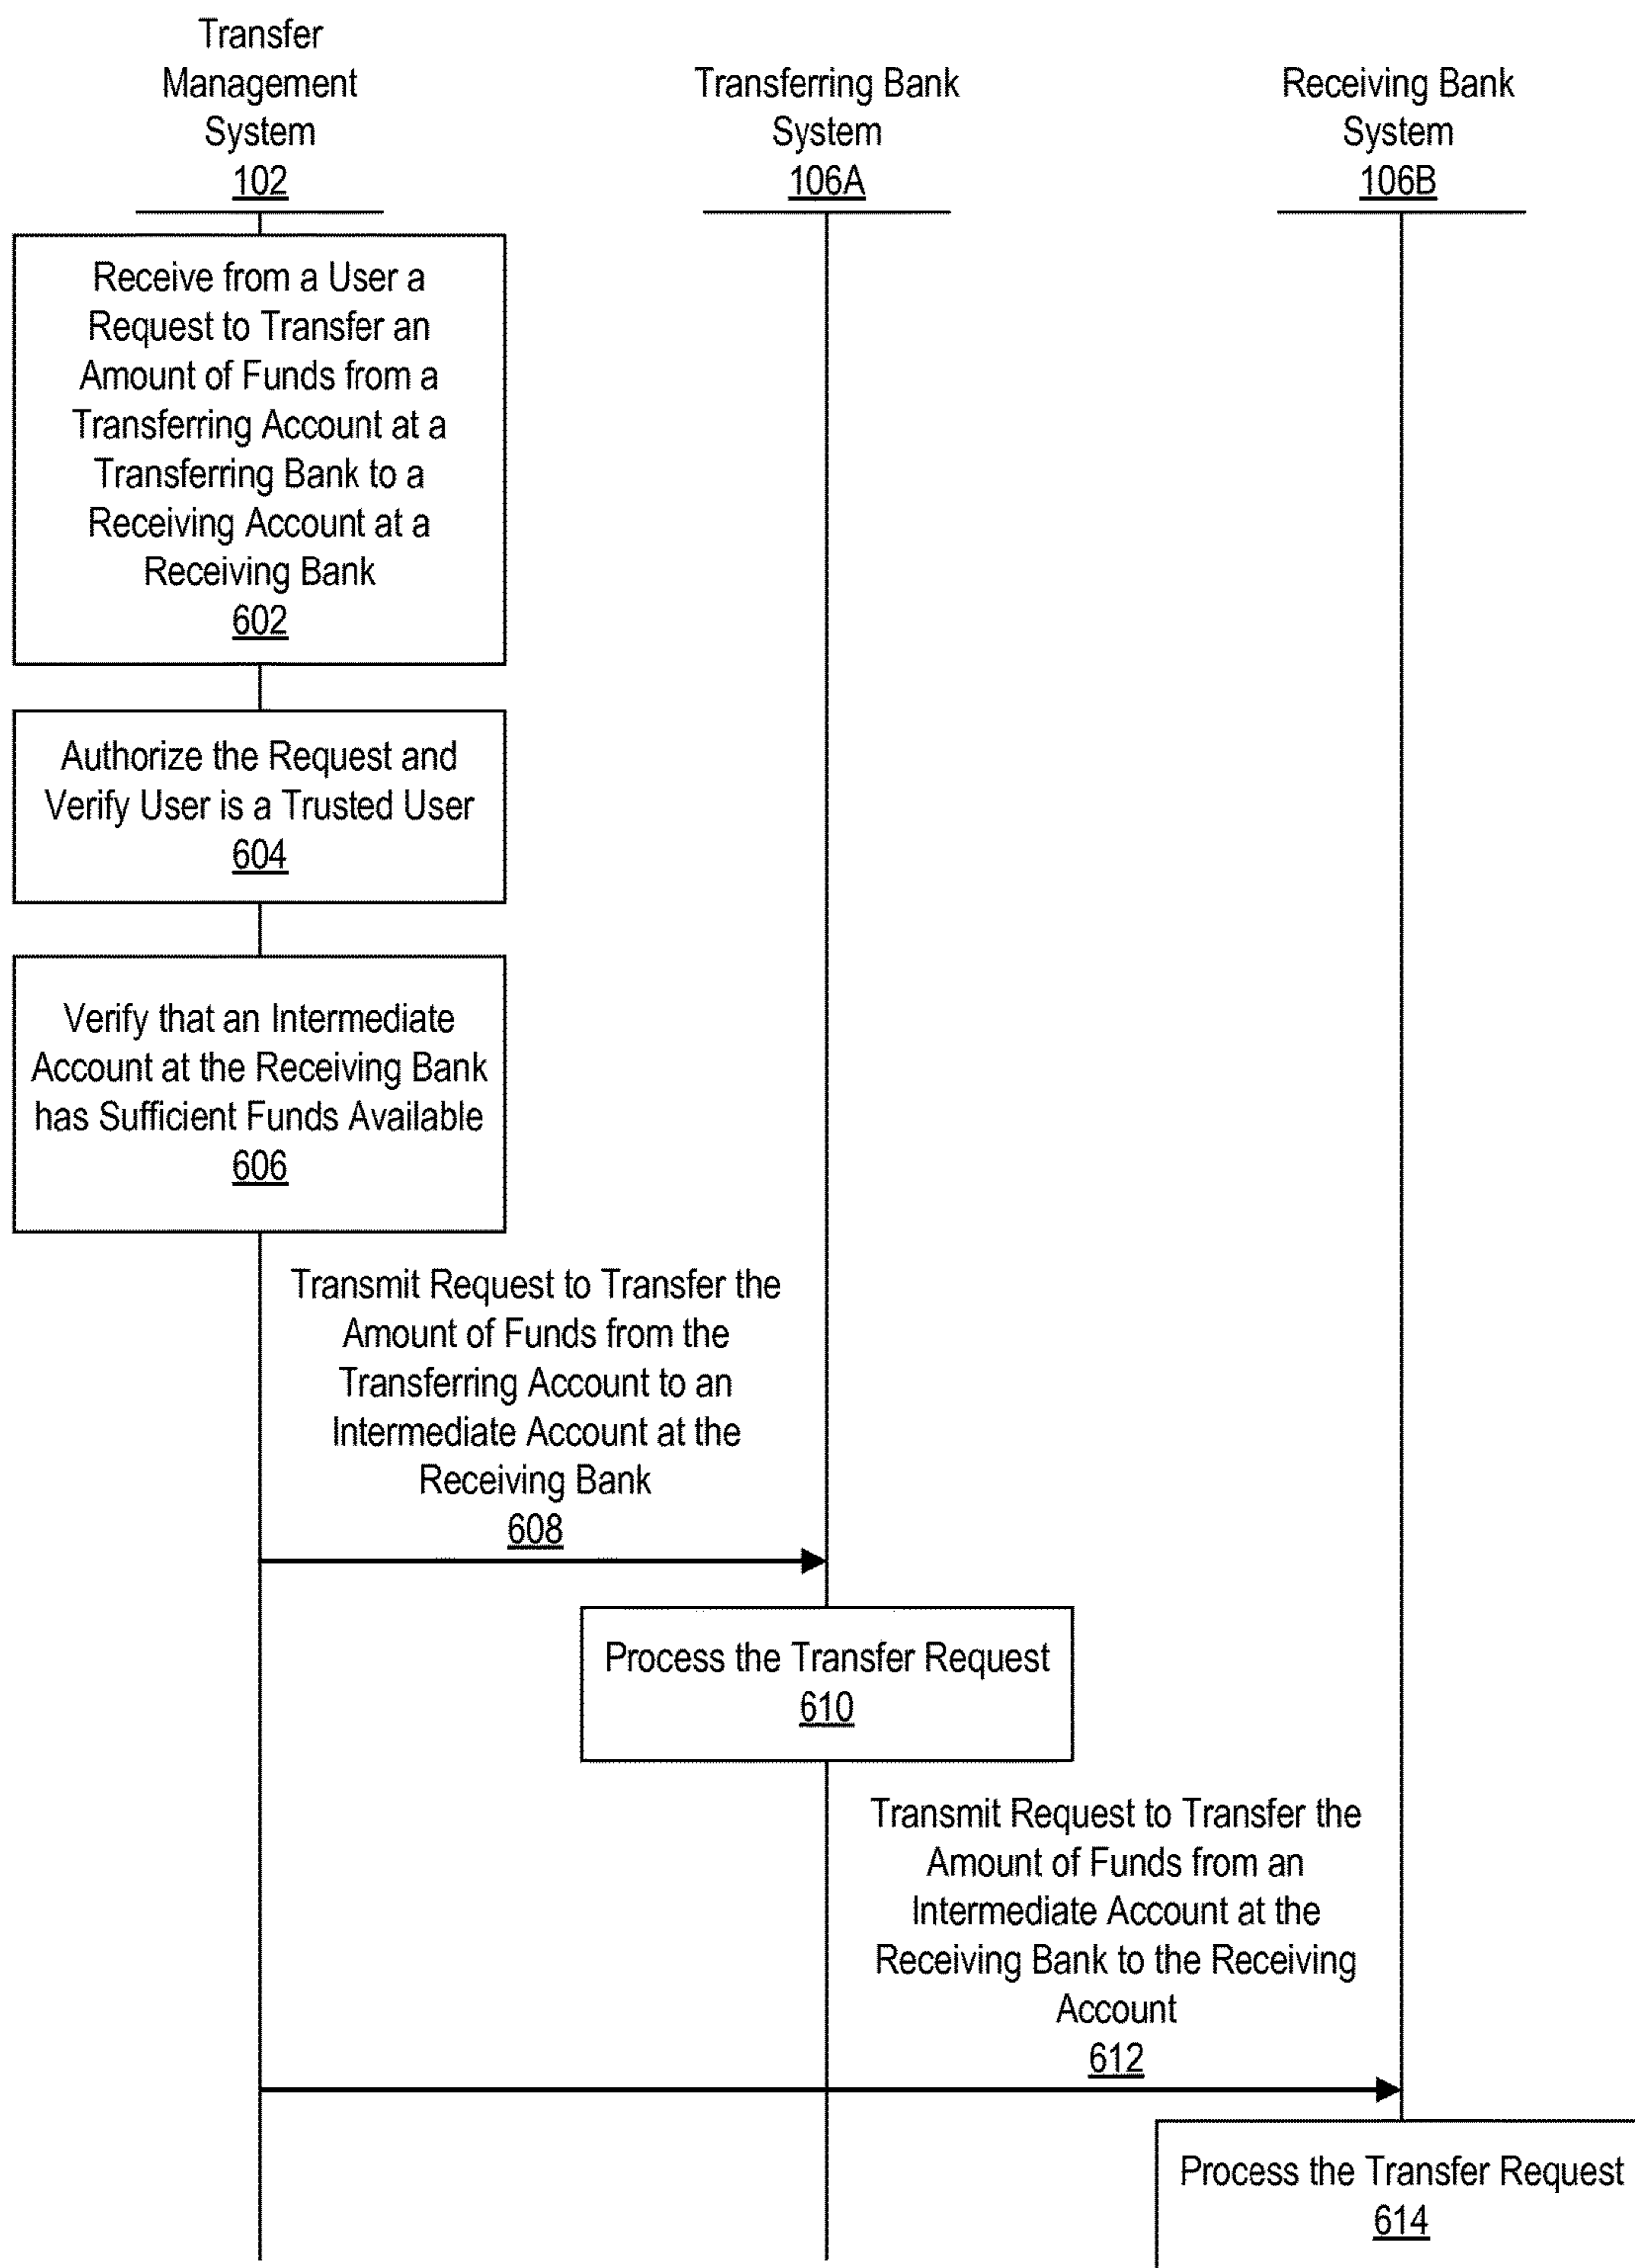 Transfer
Management
System
102
Transferring Bank
System
106A
Receiving Bank
System
106B
Receive from a User a
Request to Transfer an
Amount of Funds from a
Transferring Account at a
Transferring Bank to a
Receiving Account at a
Receiving Bank
602
Authorize the Request and
Verify User is a Trusted User
604
Verify that an Intermediate
Account at the Receiving Bank
has Sufficient Funds Available
606
Transmit Request to Transfer the
Amount of Funds from the
Transferring Account to an
Intermediate Account at the
Receiving Bank
608
Process the Transfer Request
610
Transmit Request to Transfer the
Amount of Funds from an
Intermediate Account at the
Receiving Bank to the Receiving
Account
612
Process the Transfer Request
614